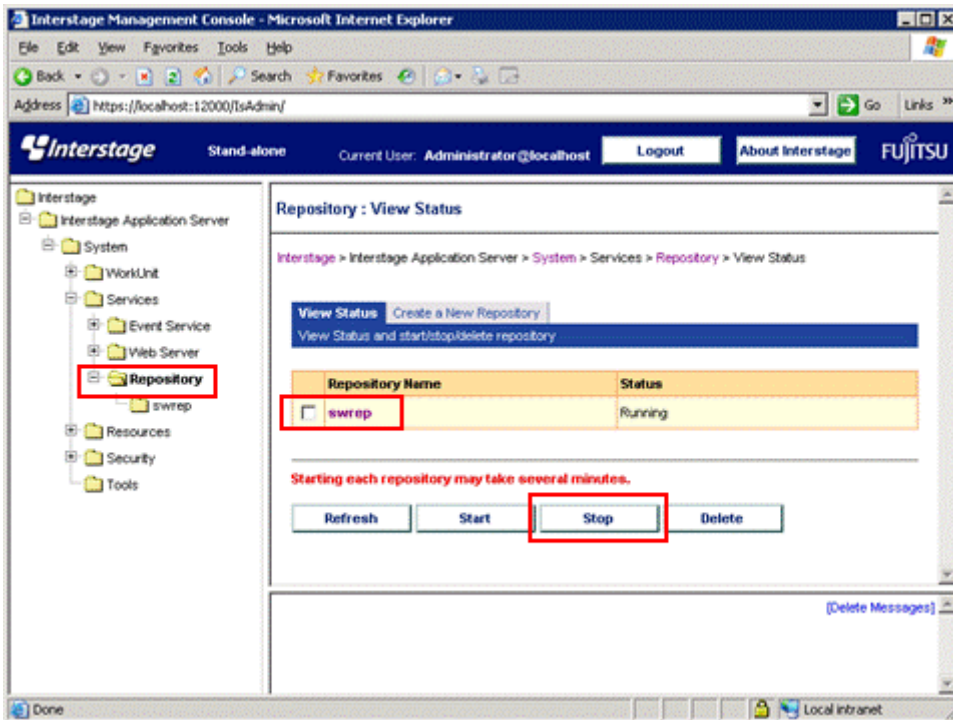 Interstage Management Console - Microsoft Internet Explorer
File Edit View Favorites Tools Help
Back Search Favorites
Address https://localhost:12000/IsAdmin/ Go Links »
Interstage Stand-alone Current User: Administrator@localhost Logout About Interstage FUJITSU
Interstage
Interstage Application Server
System
WorkUnit
Services
Event Service
Web Server
Repository
swrep
Resources
Security
Tools
Repository : View Status
Interstage > Interstage Application Server > System > Services > Repository > View Status
View Status Create a New Repository
View Status and start/stop/delete repository
Repository Name Status
swrep Running
Starting each repository may take several minutes.
Refresh Start Stop Delete
[Delete Messages]
Done Local intranet